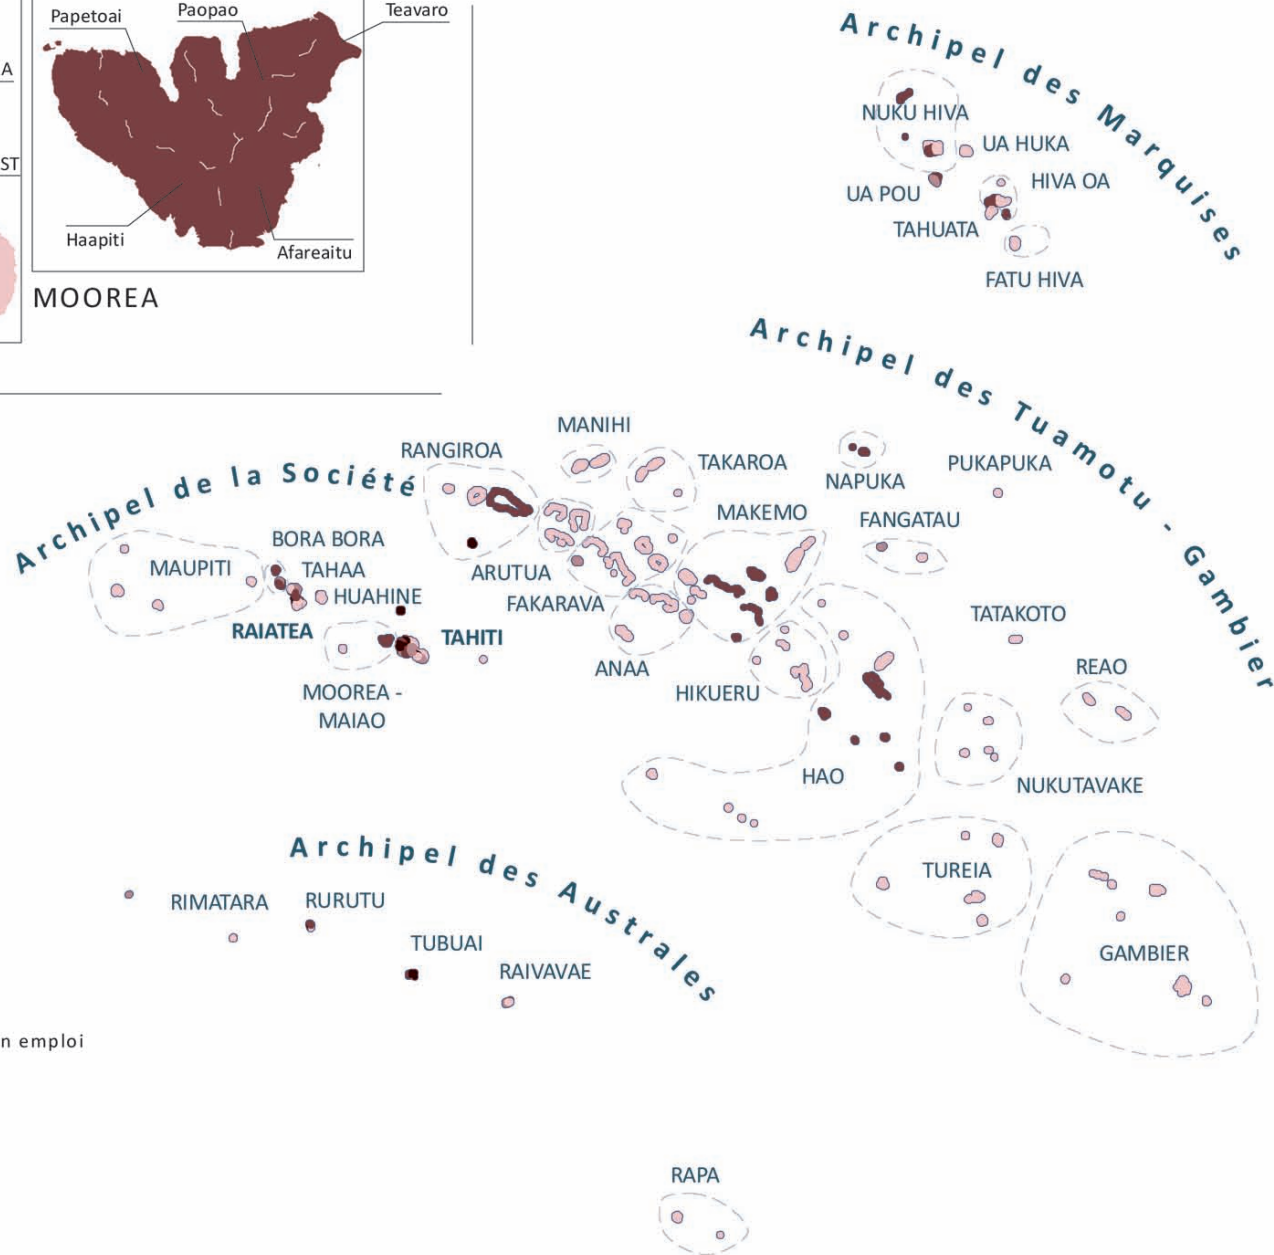 Papetoai
Paopao
Teavaro
A
ST
Haapiti
Afareaitu
MOOREA
Archipel des Marquises
NUKU HIVA
UA HUKA
UA POU
HIVA OA
TAHUATA
FATU HIVA
Archipel des Tuamotu - Gambier
MANIHI
RANGIROA
TAKAROA
NAPUKA
PUKAPUKA
MAKEMO
FANGATAU
Archipel de la Société
BORA BORA
MAUPITI
TAHAA
HUAHINE
ARUTUA
FAKARAVA
RAIATEA
TAHITI
TATAKOTO
ANAA
REAO
HIKUERU
MOOREA -
MAIAO
HAO
NUKUTAVAKE
Archipel des Australes
TUREIA
RIMATARA
RURUTU
TUBUAI
RAIVAVAE
GAMBIER
n emploi
RAPA